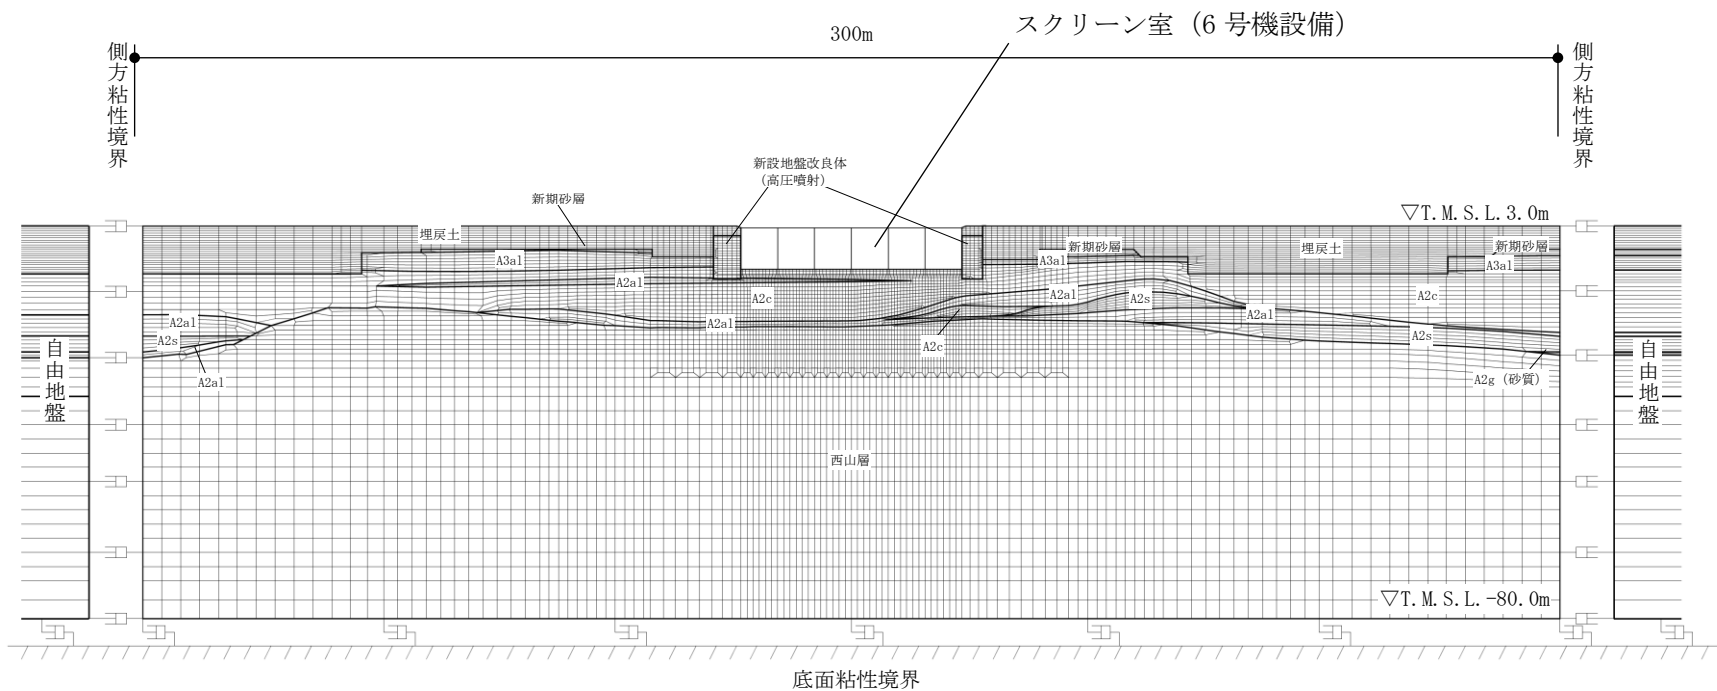 スクリーン室（6 号機設備）
300m
側方粘性境界
側方粘性境界
新設地盤改良体
（高圧噴射）
新期砂層
▽T.M.S.L.3.0m
埋戻土
新期砂層
埋戻土
新期砂層
A3al
A3al
A3al
A2al
A2c
A2al
A2s
A2c
A2al
A2al
A2al
A2s
A2c
A2s
A2al
A2g（砂質）
自由地盤
自由地盤
西山層
▽T.M.S.L.-80.0m
底面粘性境界